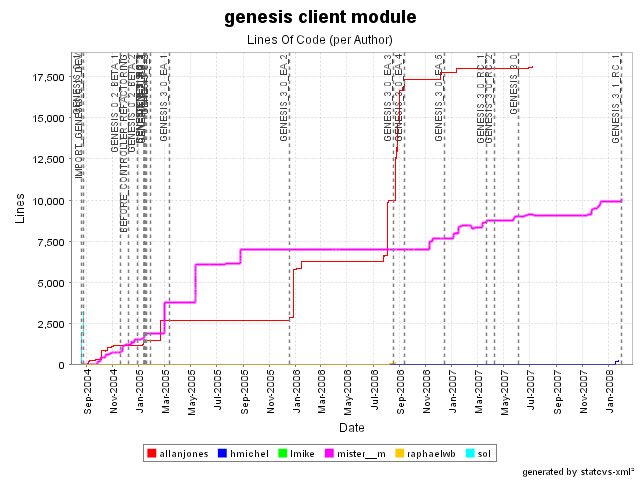 genesis client module
Lines Of Code (per Author)
17,500
15,000
12,500
10,000
7,500
5,000
2,500
0
Lines
BEFORE_CONTROLLER_REFACTORING
GENESIS_3_0_EA_1
GENESIS_3_0_EA_2
GENESIS_3_0_EA_3
GENESIS_3_0_EA_4
GENESIS_3_0_EA_5
GENESIS_3_0_RC_1
GENESIS_3_0_RC_2
GENESIS_3_0
GENESIS_3_1_RC_1
Sep-2004
Nov-2004
Jan-2005
Mar-2005
May-2005
Jul-2005
Sep-2005
Nov-2005
Jan-2006
Mar-2006
May-2006
Jul-2006
Sep-2006
Nov-2006
Jan-2007
Mar-2007
May-2007
Jul-2007
Sep-2007
Nov-2007
Jan-2008
Date
allanjones hmichel lmike mister__m raphaelwb sol
generated by statcvs-xml²